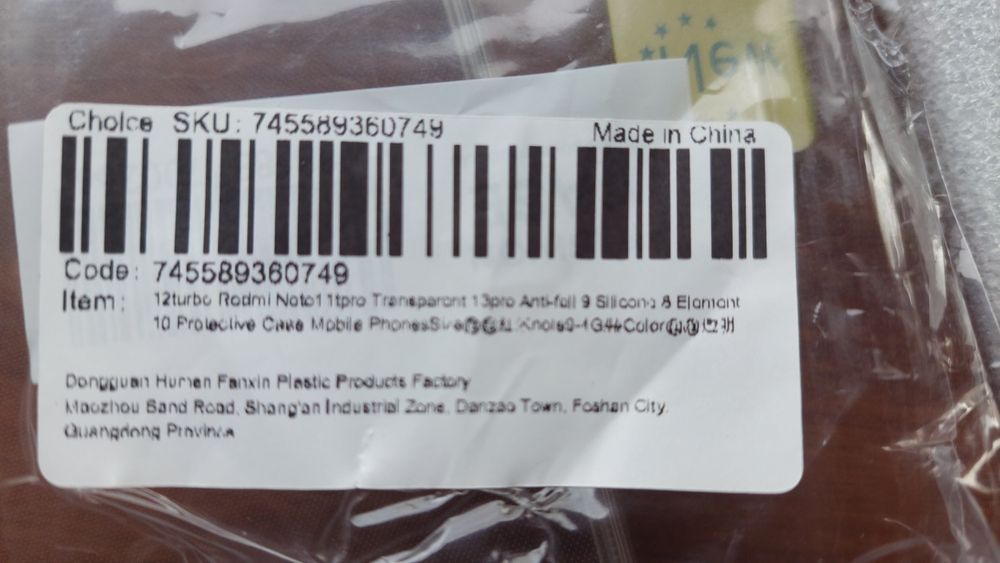 Choice SKU: 745589360749
Made in China
Code: 745589360749
Item: 12turbo Redmi Note11tpro Transparent 13pro Anti-fall 9 Silicone 8 Element
10 Protective Case Mobile Phones
Dongguan Humen Fanxin Plastic Products Factory
Maozhou Sand Road, Shang'an Industrial Zone, Danzao Town, Foshan City,
Guangdong Province